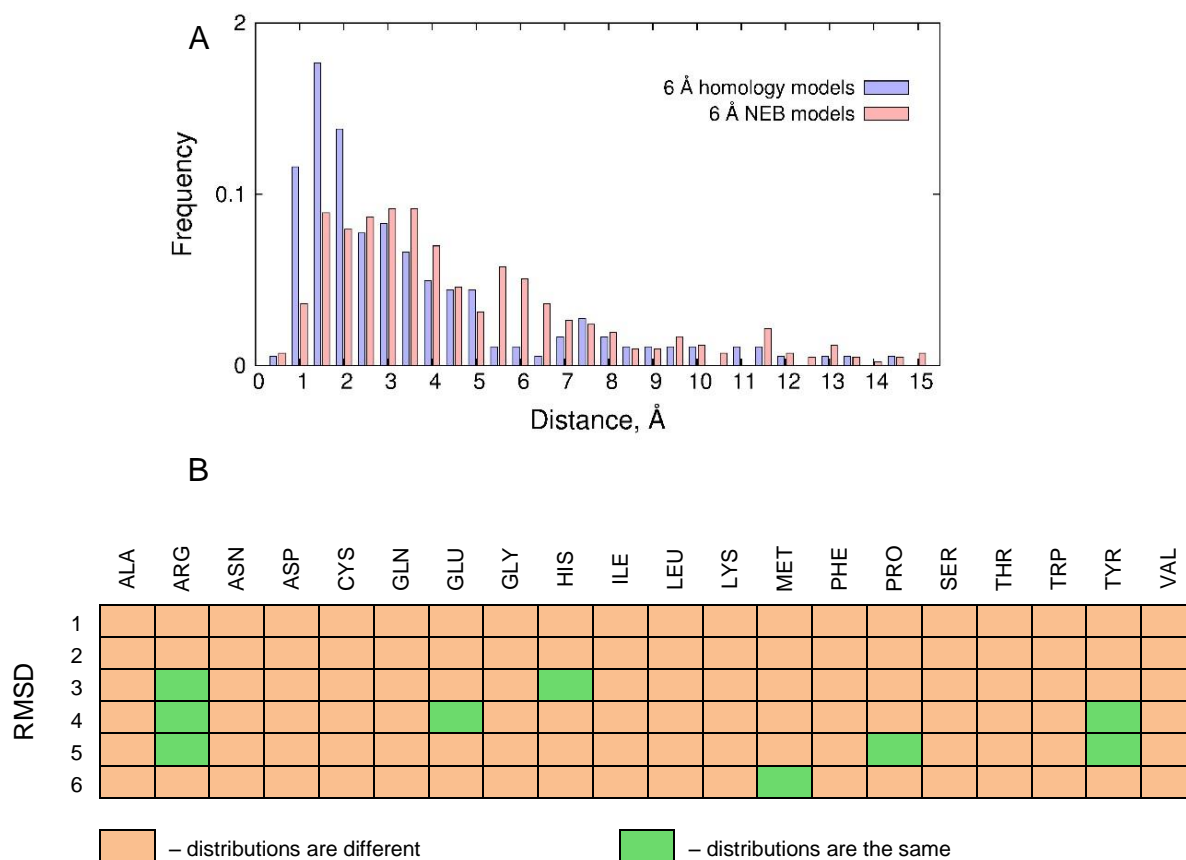 A
2
0.1
0
Frequency
6 Å homology models
6 Å NEB models
0 1 2 3 4 5 6 7 8 9 10 11 12 13 14 15
Distance, Å
B
ALA ARG ASN ASP CYS GLN GLU GLY HIS ILE LEU LYS MET PHE PRO SER THR TRP TYR VAL
RMSD
1
2
3
4
5
6
– distributions are different
– distributions are the same